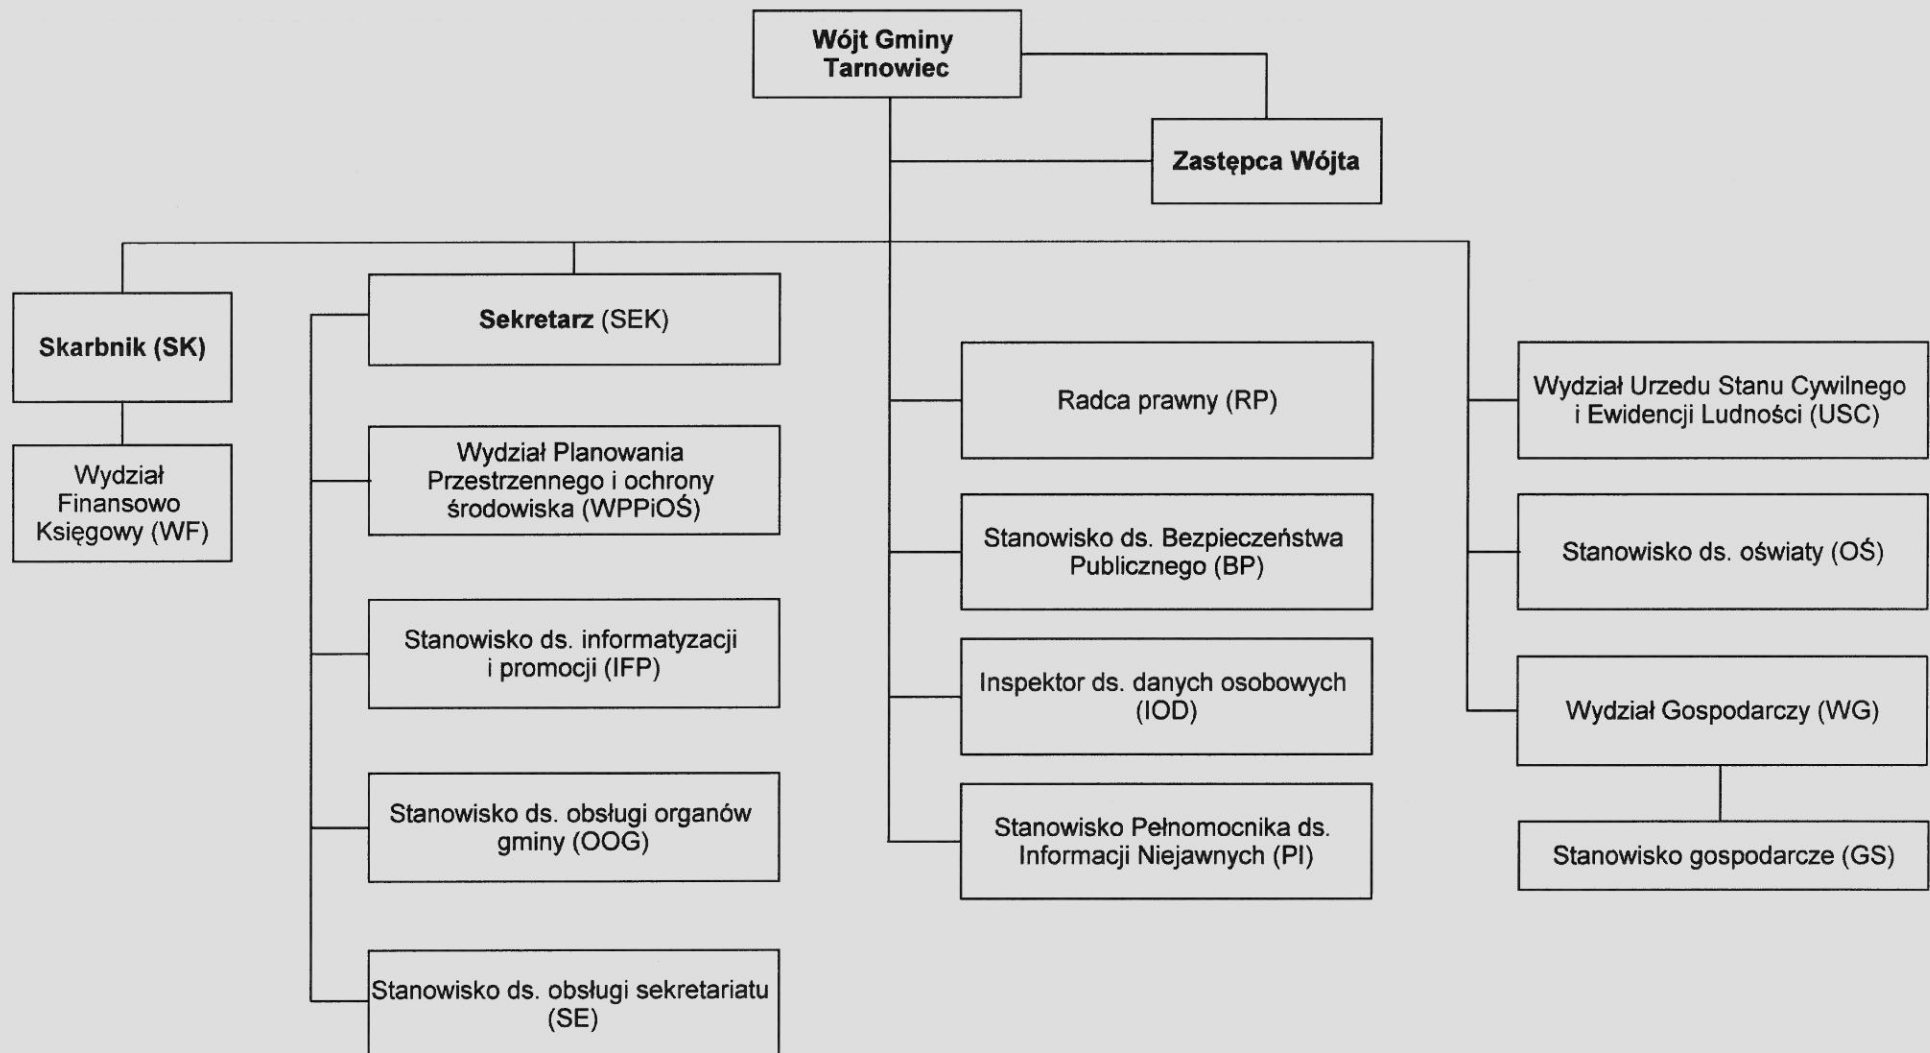 Wójt Gminy
Tarnowiec
Zastępca Wójta
Skarbnik (SK)
Wydział
Finansowo
Księgowy (WF)
Sekretarz (SEK)
Wydział Planowania
Przestrzennego i ochrony
środowiska (WPPiOŚ)
Stanowisko ds. informatyzacji
i promocji (IFP)
Stanowisko ds. obsługi organów
gminy (OOG)
Stanowisko ds. obsługi sekretariatu
(SE)
Radca prawny (RP)
Stanowisko ds. Bezpieczeństwa
Publicznego (BP)
Inspektor ds. danych osobowych
(IOD)
Stanowisko Pełnomocnika ds.
Informacji Niejawnych (PI)
Wydział Urzedu Stanu Cywilnego
i Ewidencji Ludności (USC)
Stanowisko ds. oświaty (OŚ)
Wydział Gospodarczy (WG)
Stanowisko gospodarcze (GS)